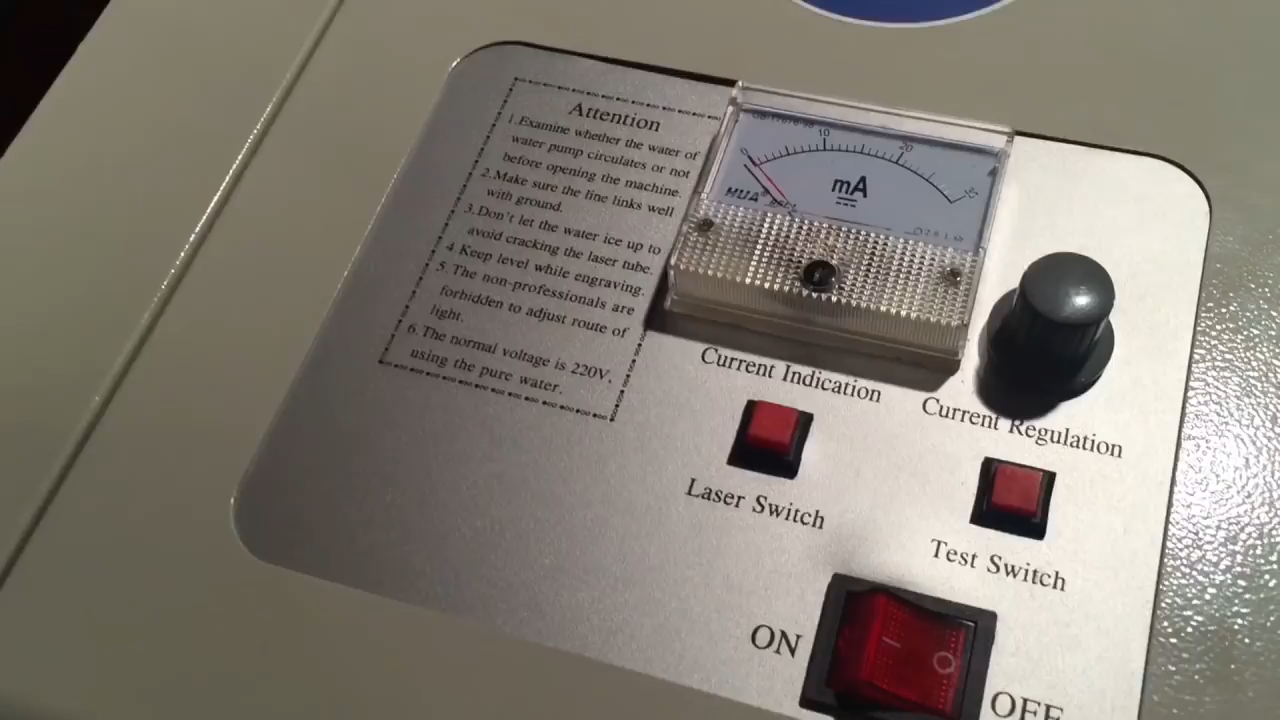 Attention
1.Examine whether the water of
water pump circulates or not
before opening the machine.
2.Make sure the line links well
with ground.
3.Don't let the water ice up to
avoid cracking the laser tube.
4.Keep level while engraving.
5.The non-professionals are
forbidden to adjust route of
light.
6.The normal voltage is 220V,
using the pure water.
0 10 20
mA
MUA®
Current Indication
Current Regulation
Laser Switch
Test Switch
ON
OFF